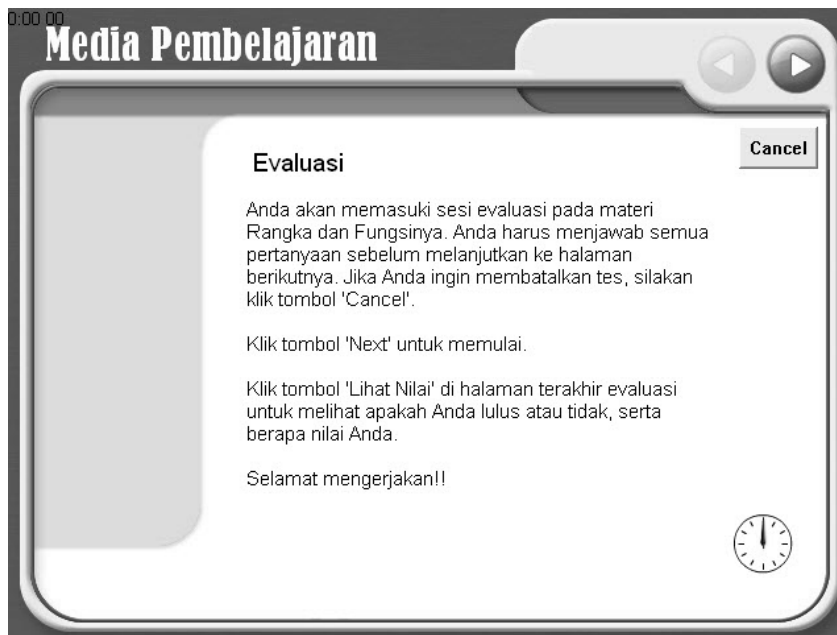 0:00 00
Media Pembelajaran
Cancel
Evaluasi
Anda akan memasuki sesi evaluasi pada materi
Rangka dan Fungsinya. Anda harus menjawab semua
pertanyaan sebelum melanjutkan ke halaman
berikutnya. Jika Anda ingin membatalkan tes, silakan
klik tombol 'Cancel'.
Klik tombol 'Next' untuk memulai.
Klik tombol 'Lihat Nilai' di halaman terakhir evaluasi
untuk melihat apakah Anda lulus atau tidak, serta
berapa nilai Anda.
Selamat mengerjakan!!